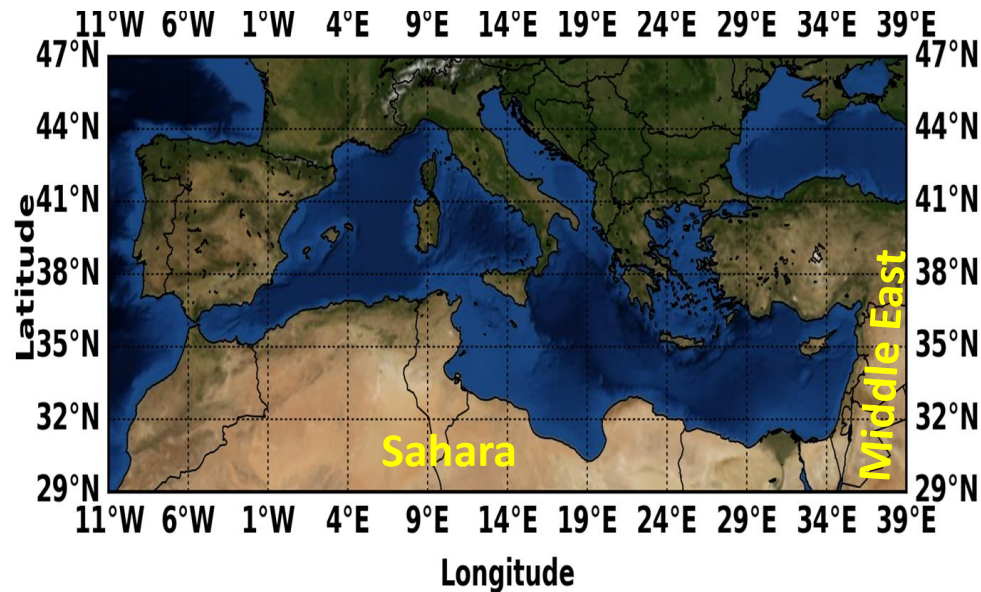 11°W 6°W 1°W 4°E 9°E 14°E 19°E 24°E 29°E 34°E 39°E
47°N 47°N
44°N 44°N
41°N 41°N
38°N 38°N
35°N 35°N
32°N 32°N
29°N 29°N
Latitude
Sahara
Middle East
11°W 6°W 1°W 4°E 9°E 14°E 19°E 24°E 29°E 34°E 39°E
Longitude